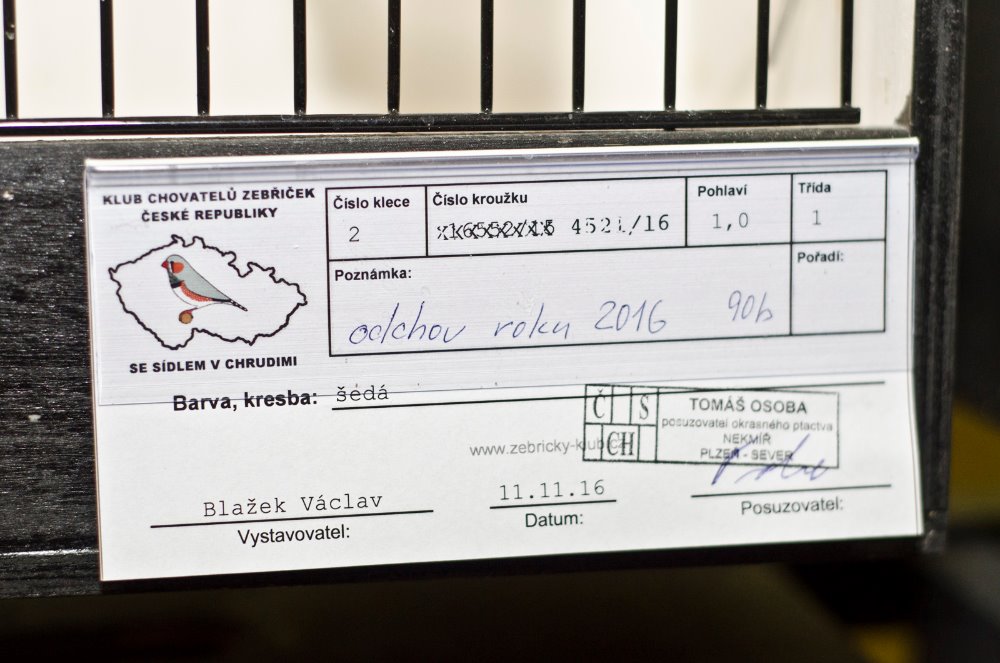 KLUB CHOVATELŮ ZEBŘIČEK
ČESKÉ REPUBLIKY
SE SÍDLEM V CHRUDIMI
Číslo klece
2
Číslo kroužku
4521/16
Pohlaví
1,0
Třída
1
Poznámka:
odchov roku 2016 90b
Pořadí:
Barva, kresba: šedá
Č S
CH
TOMÁŠ OSOBA
posuzovatel okrasného ptactva
NEKMÍŘ
PLZEŇ - SEVER
www.zebricky-klub.cz
Blažek Václav
Vystavovatel:
11.11.16
Datum:
Posuzovatel: